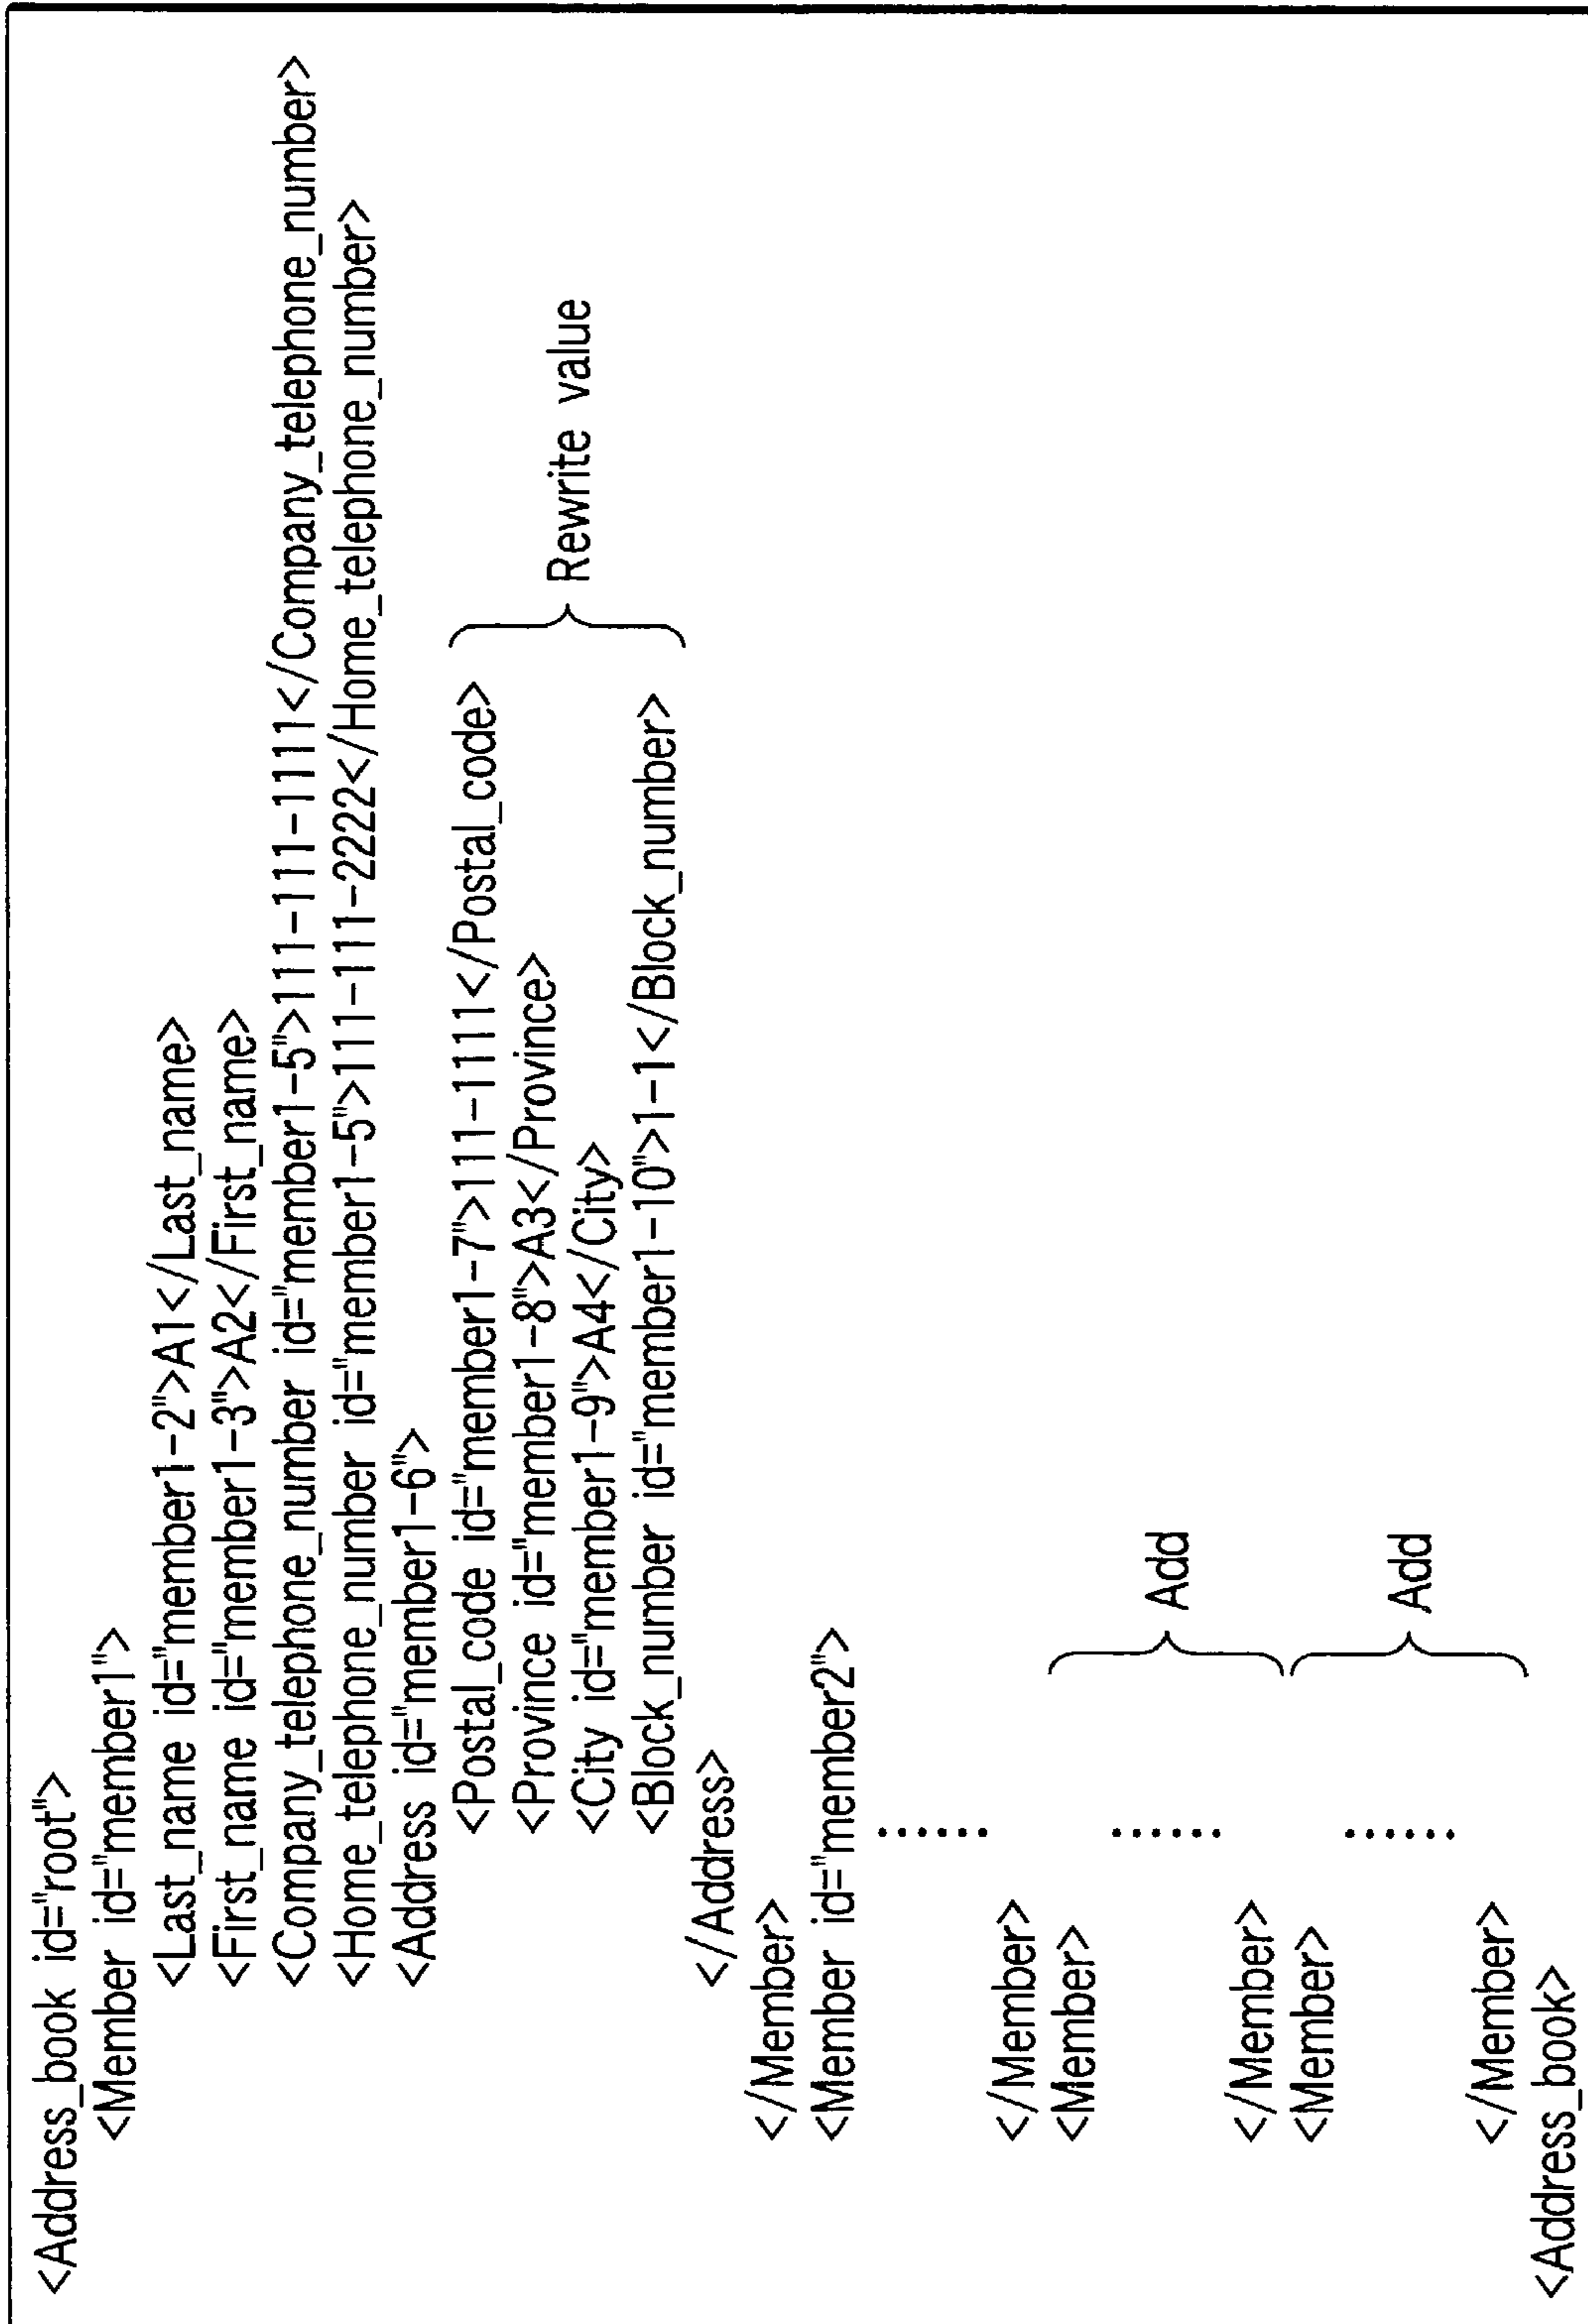 <Address_book id="root">
<Member id="member1">
<Last_name id="member1-2">A1</Last_name>
<First_name id="member1-3">A2</First_name>
<Company_telephone_number id="member1-5">111-111-1111</Company_telephone_number>
<Home_telephone_number id="member1-5">111-111-2222</Home_telephone_number>
<Address id="member1-6">
<Postal_code id="member1-7">111-1111</Postal_code>
<Province id="member1-8">A3</Province>
<City id="member1-9">A4</City>
<Block_number id="member1-10">1-1</Block_number>
Rewrite value
</Address>
</Member>
<Member id="member2">
......
</Member>
<Member>
......
Add
</Member>
<Member>
......
Add
</Member>
<Address_book>